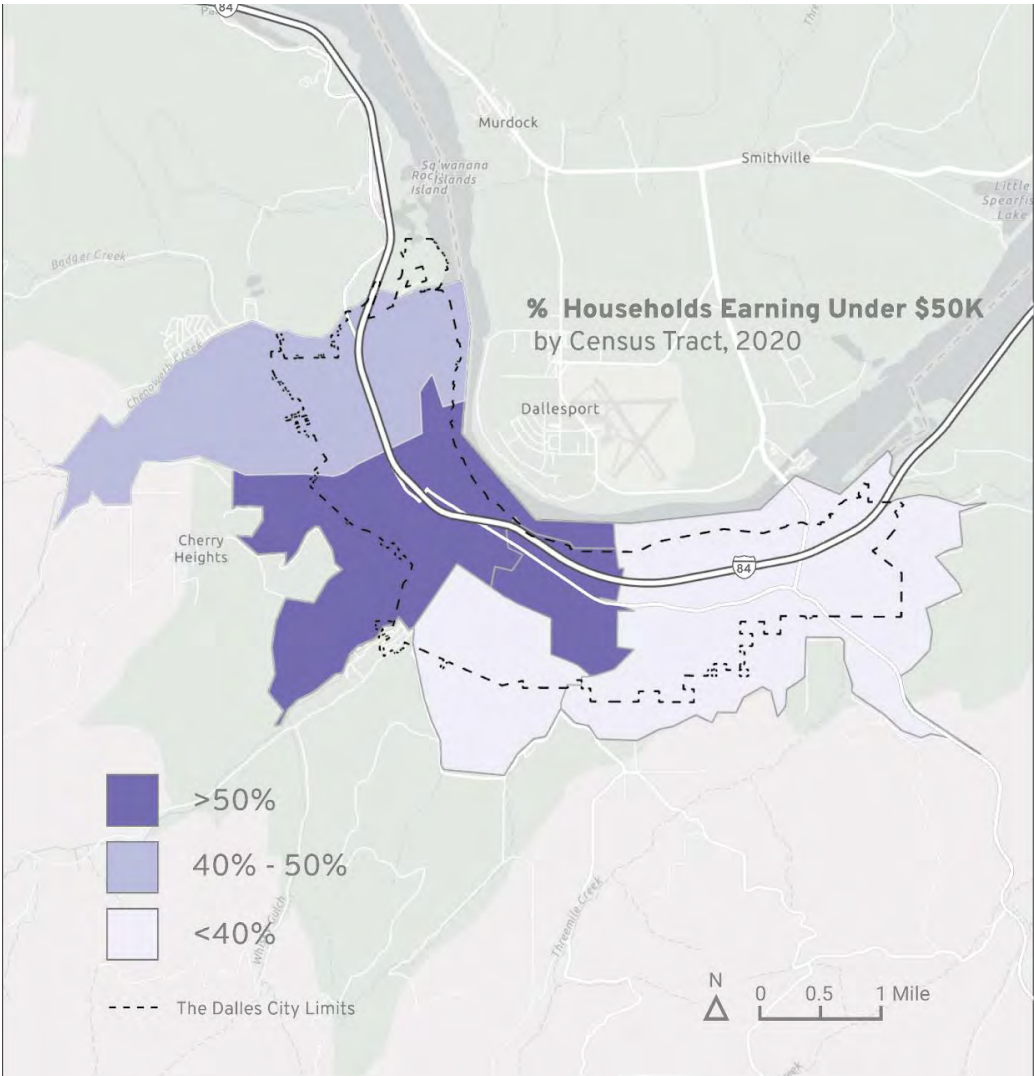 84
Murdock
Smithville
Sq'wanana
Islands
Rock
Island
Little
Lake
Badger Creek
% Households Earning Under $50K
by Census Tract, 2020
Chenoweth Creek
Dallesport
Cherry
Heights
84
>50%
40% - 50%
<40%
Threemile Creek
The Dalles City Limits
N
0 0.5 1 Mile